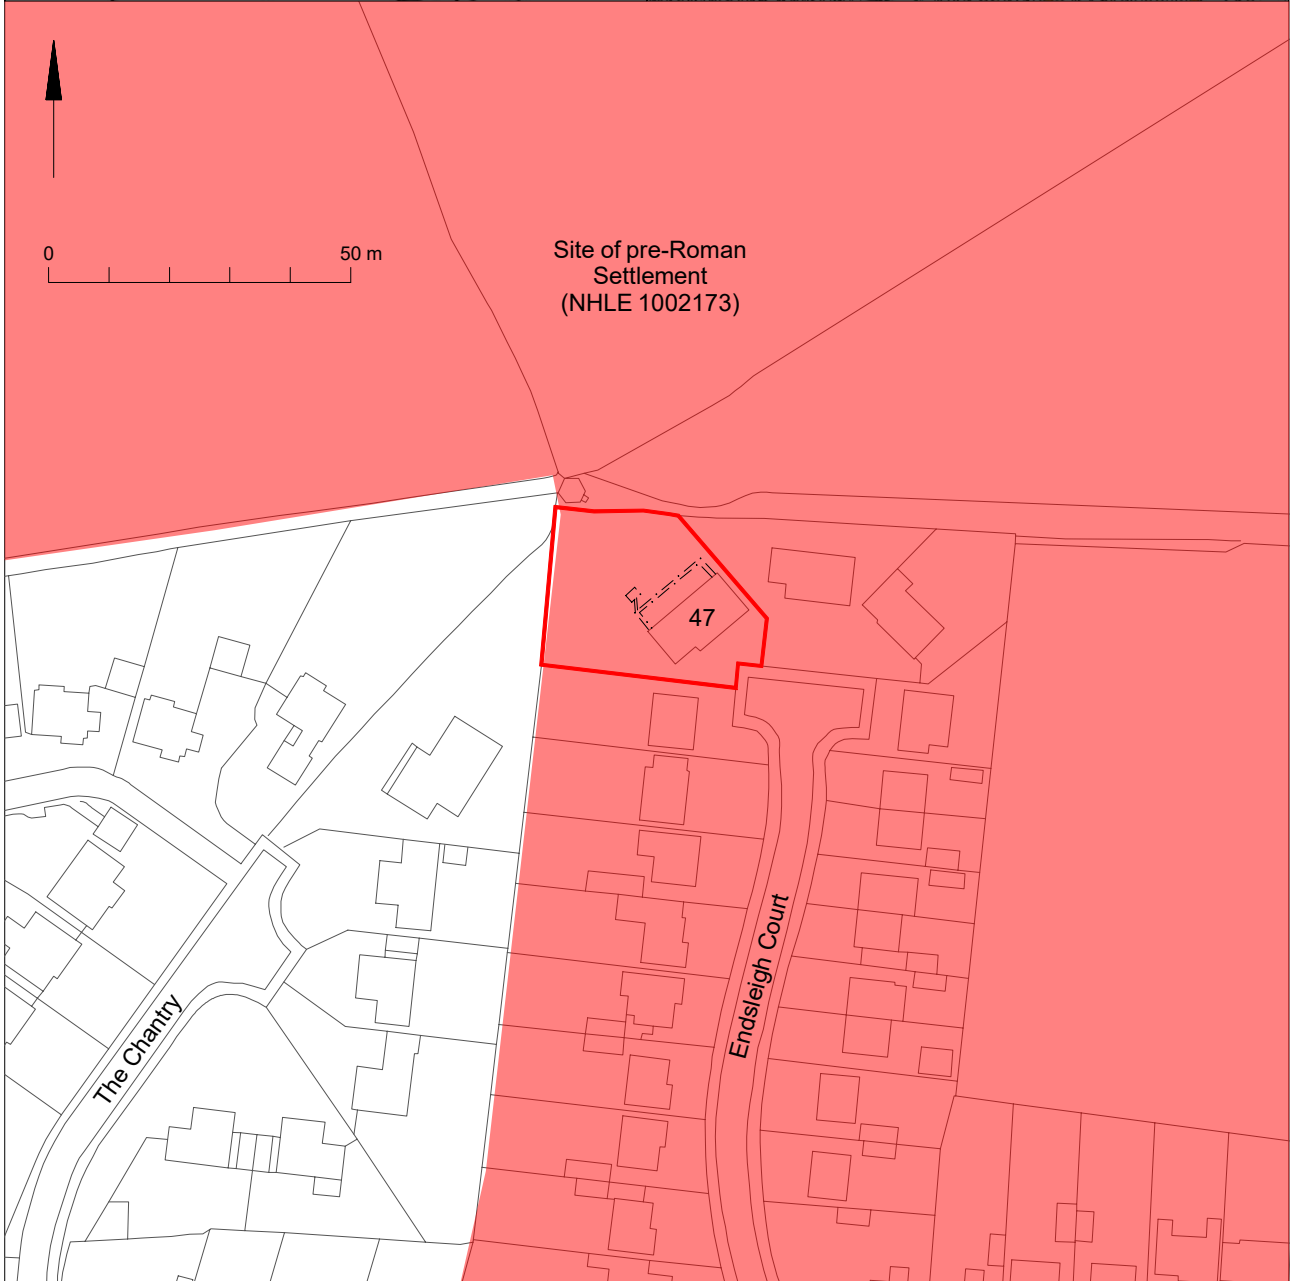 0 50 m
Site of pre-Roman
Settlement
(NHLE 1002173)
47
Endsleigh Court
The Chantry